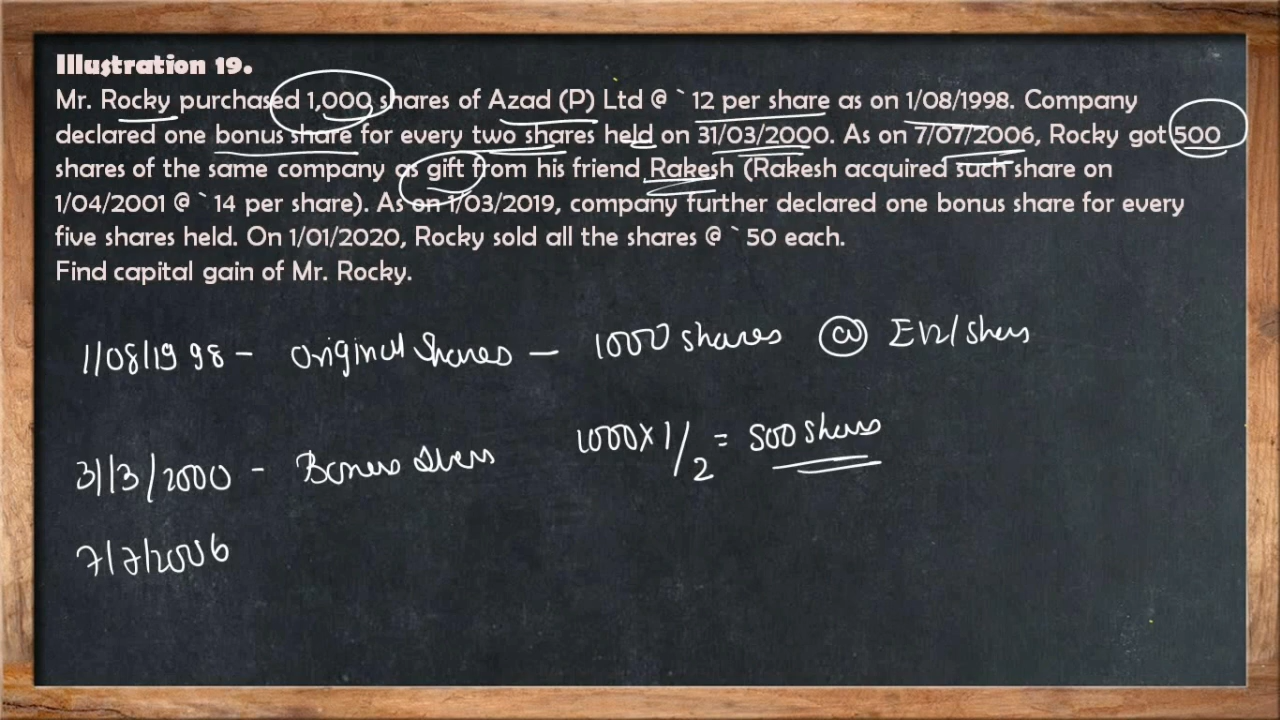 Illustration 19.
Mr. Rocky purchased 1,000 shares of Azad (P) Ltd @ ` 12 per share as on 1/08/1998. Company
declared one bonus share for every two shares held on 31/03/2000. As on 7/07/2006, Rocky got 500
shares of the same company as gift from his friend Rakesh (Rakesh acquired such share on
1/04/2001 @ ` 14 per share). As on 1/03/2019, company further declared one bonus share for every
five shares held. On 1/01/2020, Rocky sold all the shares @ ` 50 each.
Find capital gain of Mr. Rocky.
1/08/1998 - original shares - 1000 shares @
31/3/2000 - Bonus 1000 x 1/2 = 500 shares
7/7/2006